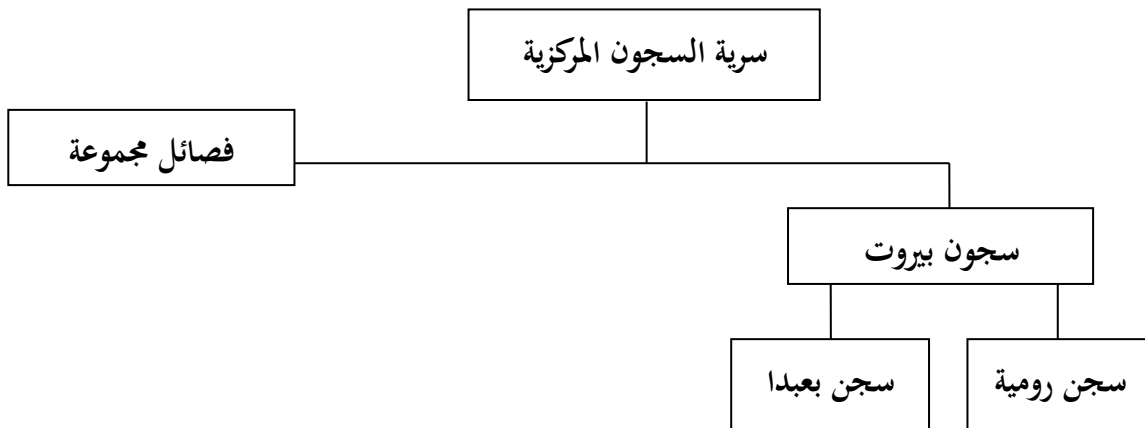 سرية السجون المركزية
فصائل مجموعة
سجون بيروت
سجن رومية
سجن بعبدا